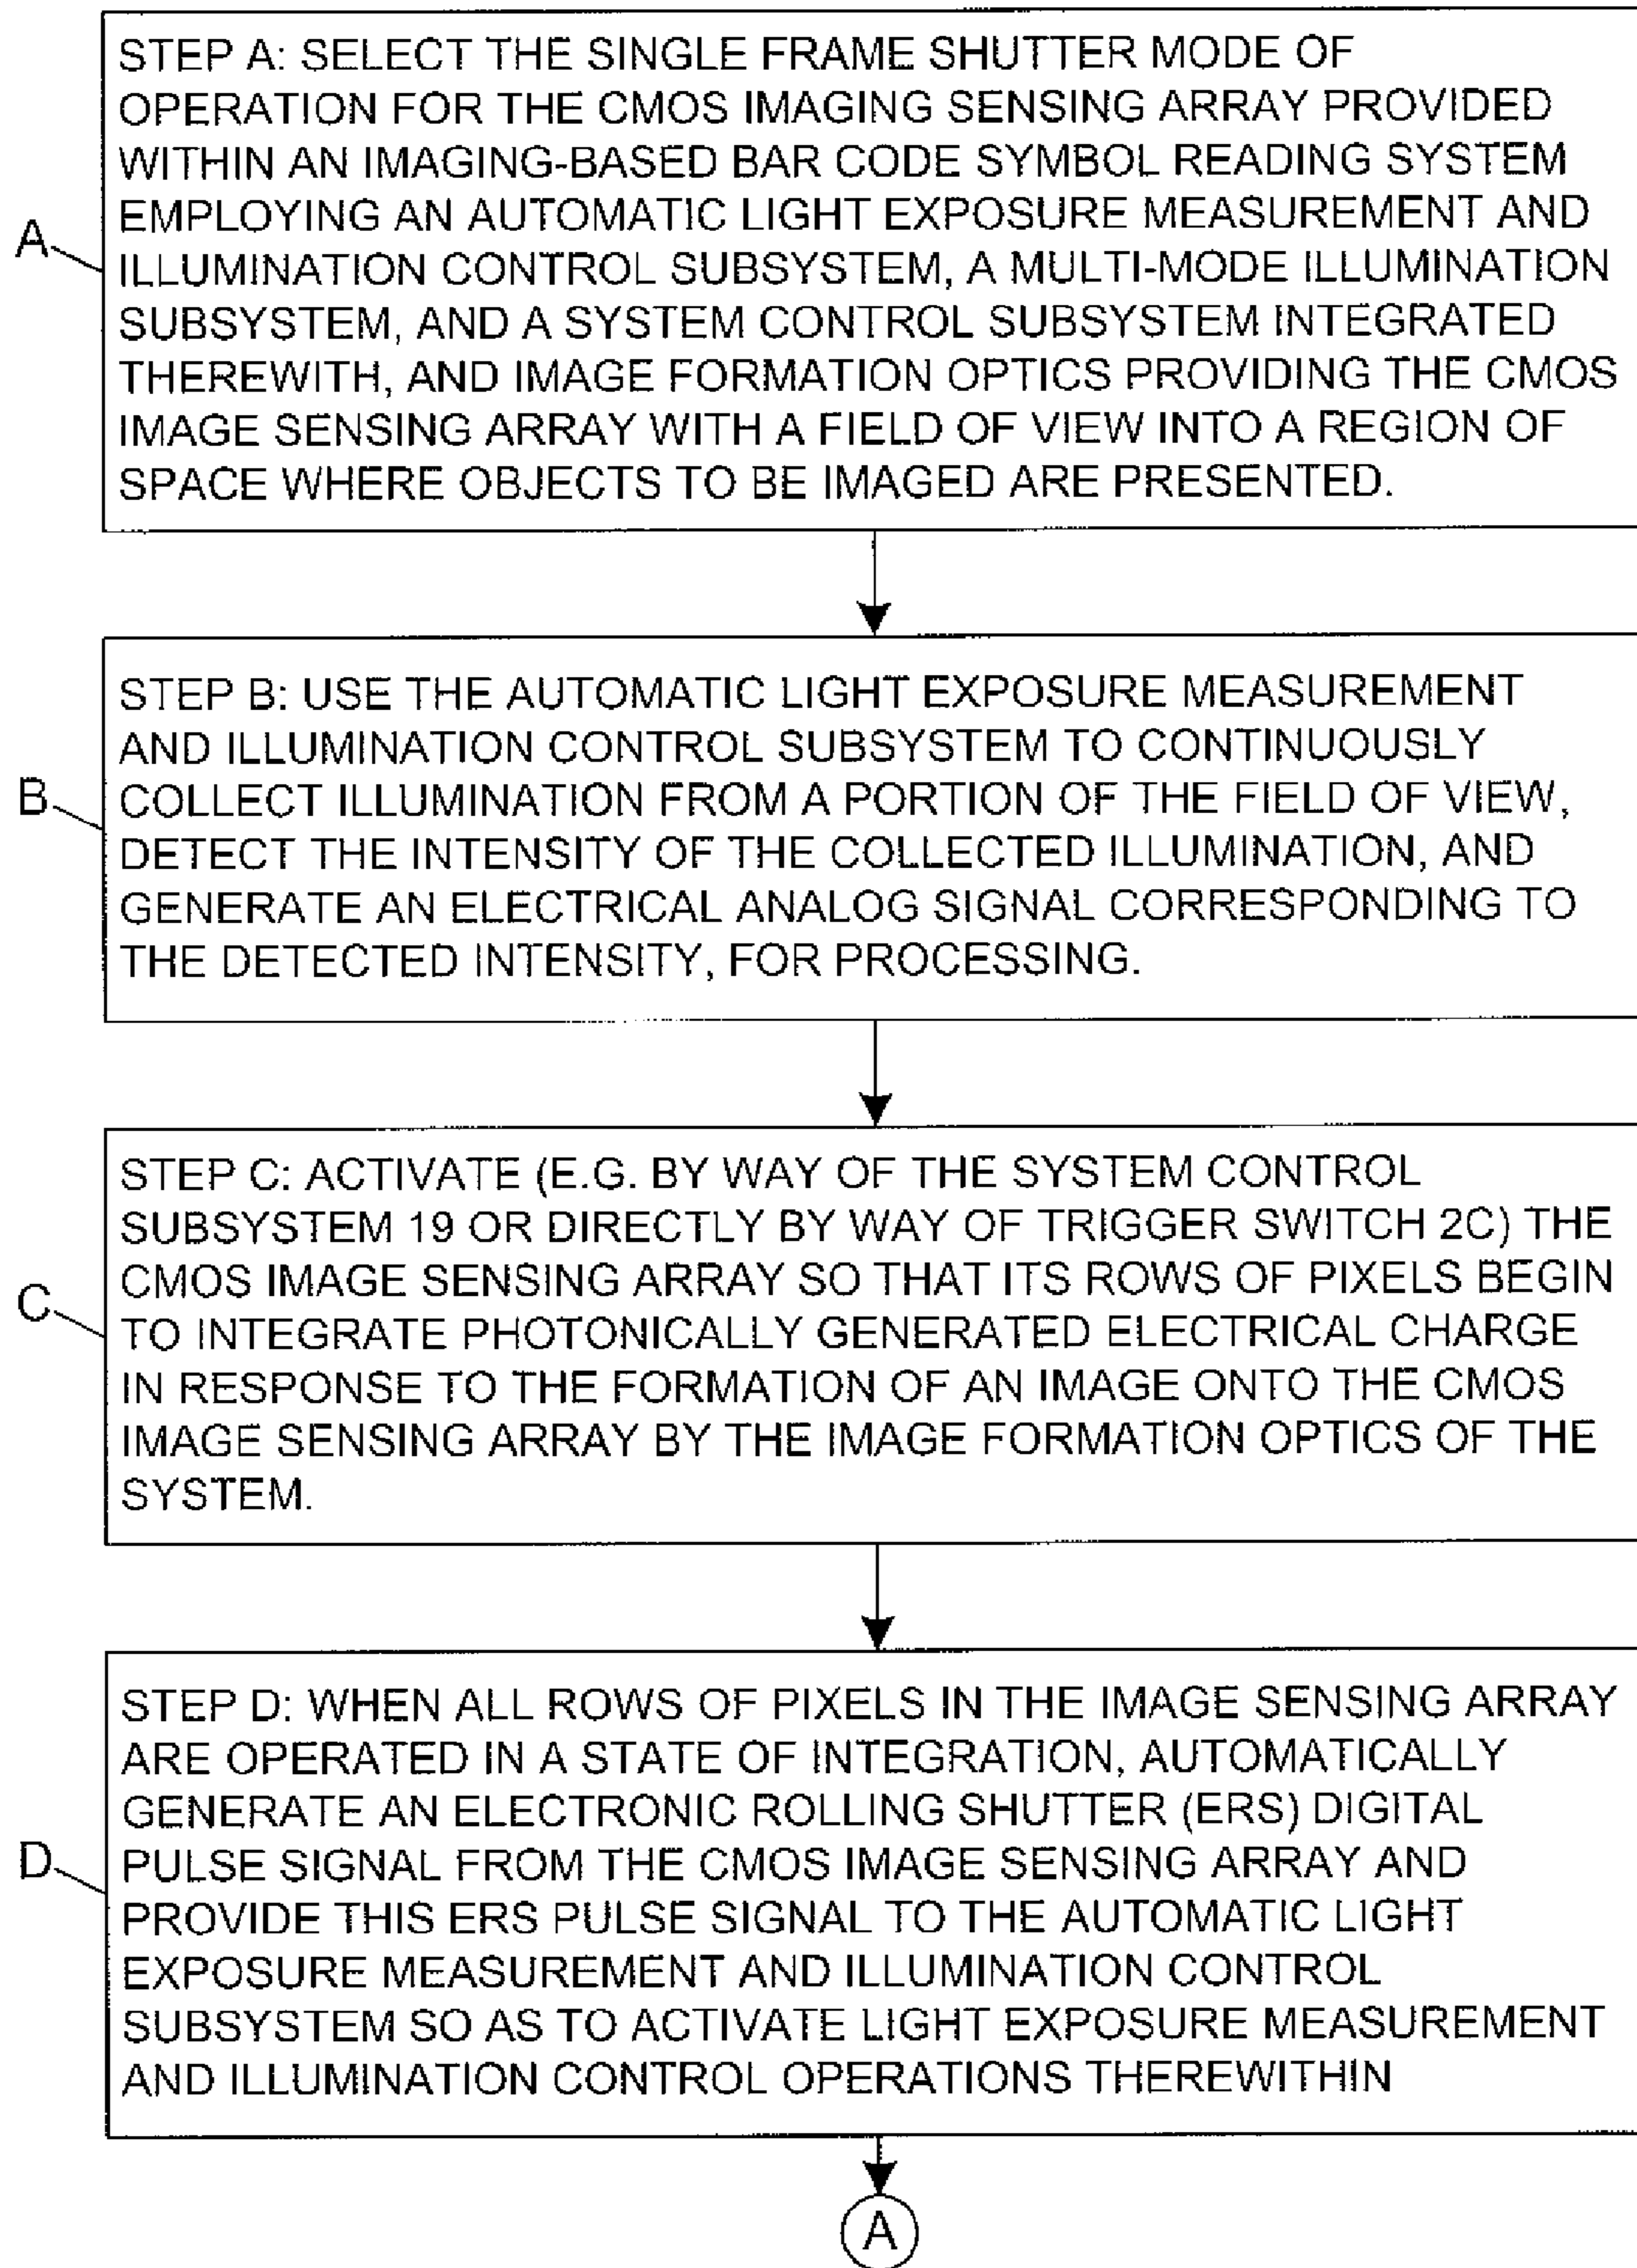 STEP A: SELECT THE SINGLE FRAME SHUTTER MODE OF
OPERATION FOR THE CMOS IMAGING SENSING ARRAY PROVIDED
WITHIN AN IMAGING-BASED BAR CODE SYMBOL READING SYSTEM
EMPLOYING AN AUTOMATIC LIGHT EXPOSURE MEASUREMENT AND
A
ILLUMINATION CONTROL SUBSYSTEM, A MULTI-MODE ILLUMINATION
SUBSYSTEM, AND A SYSTEM CONTROL SUBSYSTEM INTEGRATED
THEREWITH, AND IMAGE FORMATION OPTICS PROVIDING THE CMOS
IMAGE SENSING ARRAY WITH A FIELD OF VIEW INTO A REGION OF
SPACE WHERE OBJECTS TO BE IMAGED ARE PRESENTED.
STEP B: USE THE AUTOMATIC LIGHT EXPOSURE MEASUREMENT
AND ILLUMINATION CONTROL SUBSYSTEM TO CONTINUOUSLY
B
COLLECT ILLUMINATION FROM A PORTION OF THE FIELD OF VIEW,
DETECT THE INTENSITY OF THE COLLECTED ILLUMINATION, AND
GENERATE AN ELECTRICAL ANALOG SIGNAL CORRESPONDING TO
THE DETECTED INTENSITY, FOR PROCESSING.
STEP C: ACTIVATE (E.G. BY WAY OF THE SYSTEM CONTROL
SUBSYSTEM 19 OR DIRECTLY BY WAY OF TRIGGER SWITCH 2C) THE
CMOS IMAGE SENSING ARRAY SO THAT ITS ROWS OF PIXELS BEGIN
C
TO INTEGRATE PHOTONICALLY GENERATED ELECTRICAL CHARGE
IN RESPONSE TO THE FORMATION OF AN IMAGE ONTO THE CMOS
IMAGE SENSING ARRAY BY THE IMAGE FORMATION OPTICS OF THE
SYSTEM.
STEP D: WHEN ALL ROWS OF PIXELS IN THE IMAGE SENSING ARRAY
ARE OPERATED IN A STATE OF INTEGRATION, AUTOMATICALLY
GENERATE AN ELECTRONIC ROLLING SHUTTER (ERS) DIGITAL
D
PULSE SIGNAL FROM THE CMOS IMAGE SENSING ARRAY AND
PROVIDE THIS ERS PULSE SIGNAL TO THE AUTOMATIC LIGHT
EXPOSURE MEASUREMENT AND ILLUMINATION CONTROL
SUBSYSTEM SO AS TO ACTIVATE LIGHT EXPOSURE MEASUREMENT
AND ILLUMINATION CONTROL OPERATIONS THEREWITHIN
A